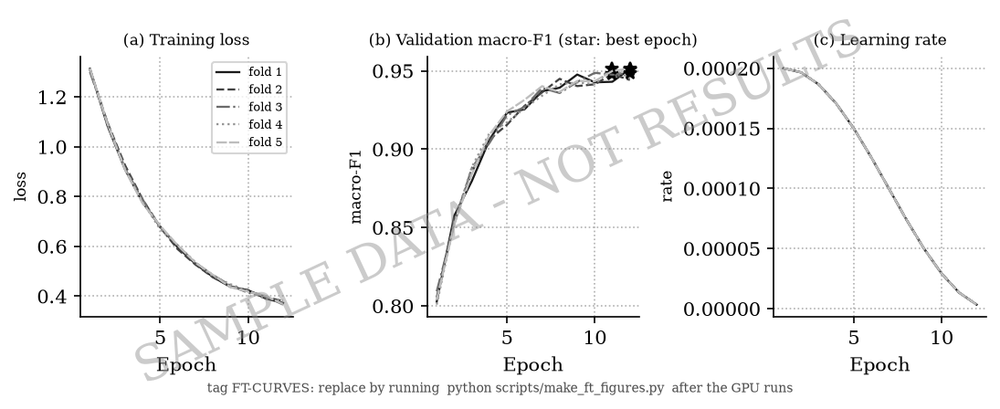 (a) Training loss
(b) Validation macro-F1 (star: best epoch)
(c) Learning rate
fold 1
fold 2
fold 3
fold 4
fold 5
1.2
1.0
0.8
0.6
0.4
loss
5
10
Epoch
0.95
0.90
0.85
0.80
macro-F1
5
10
Epoch
0.00020
0.00015
0.00010
0.00005
0.00000
rate
5
10
Epoch
SAMPLE DATA - NOT RESULTS
tag FT-CURVES: replace by running python scripts/make_ft_figures.py after the GPU runs